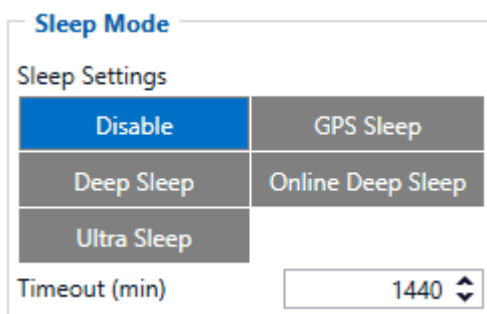 Sleep Mode
Sleep Settings
Disable GPS Sleep
Deep Sleep Online Deep Sleep
Ultra Sleep
Timeout (min) 1440